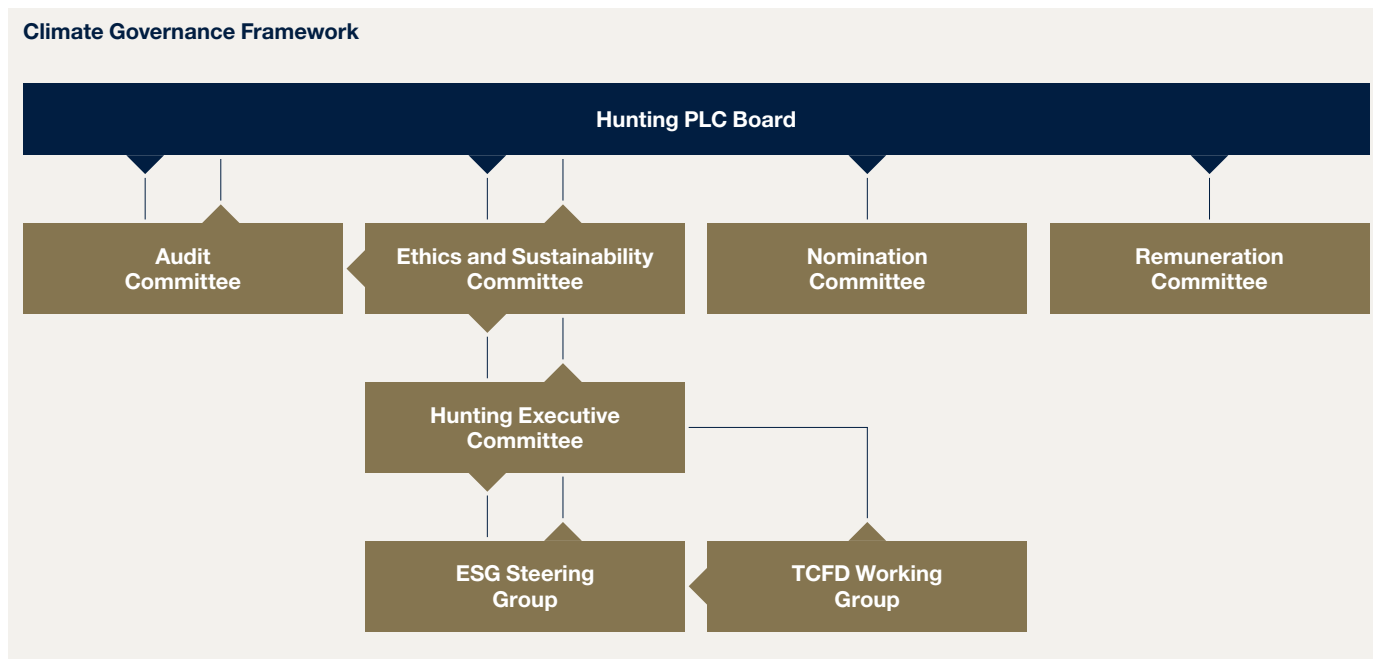 Climate Governance Framework
Hunting PLC Board
Audit
Committee
Ethics and Sustainability
Committee
Nomination
Committee
Remuneration
Committee
Hunting Executive
Committee
ESG Steering
Group
TCFD Working
Group